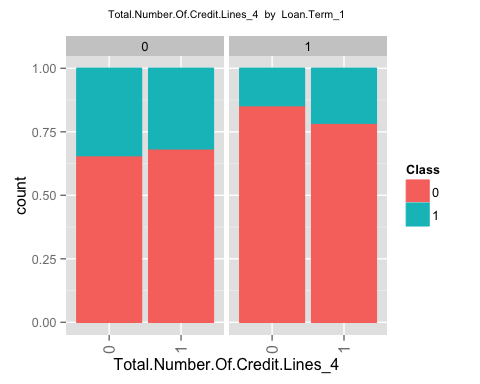 Total.Number.Of.Credit.Lines_4 by Loan.Term_1
0 1
1.00
0.75
0.50
0.25
0.00
count
0 1 0 1
Total.Number.Of.Credit.Lines_4
Class
0
1